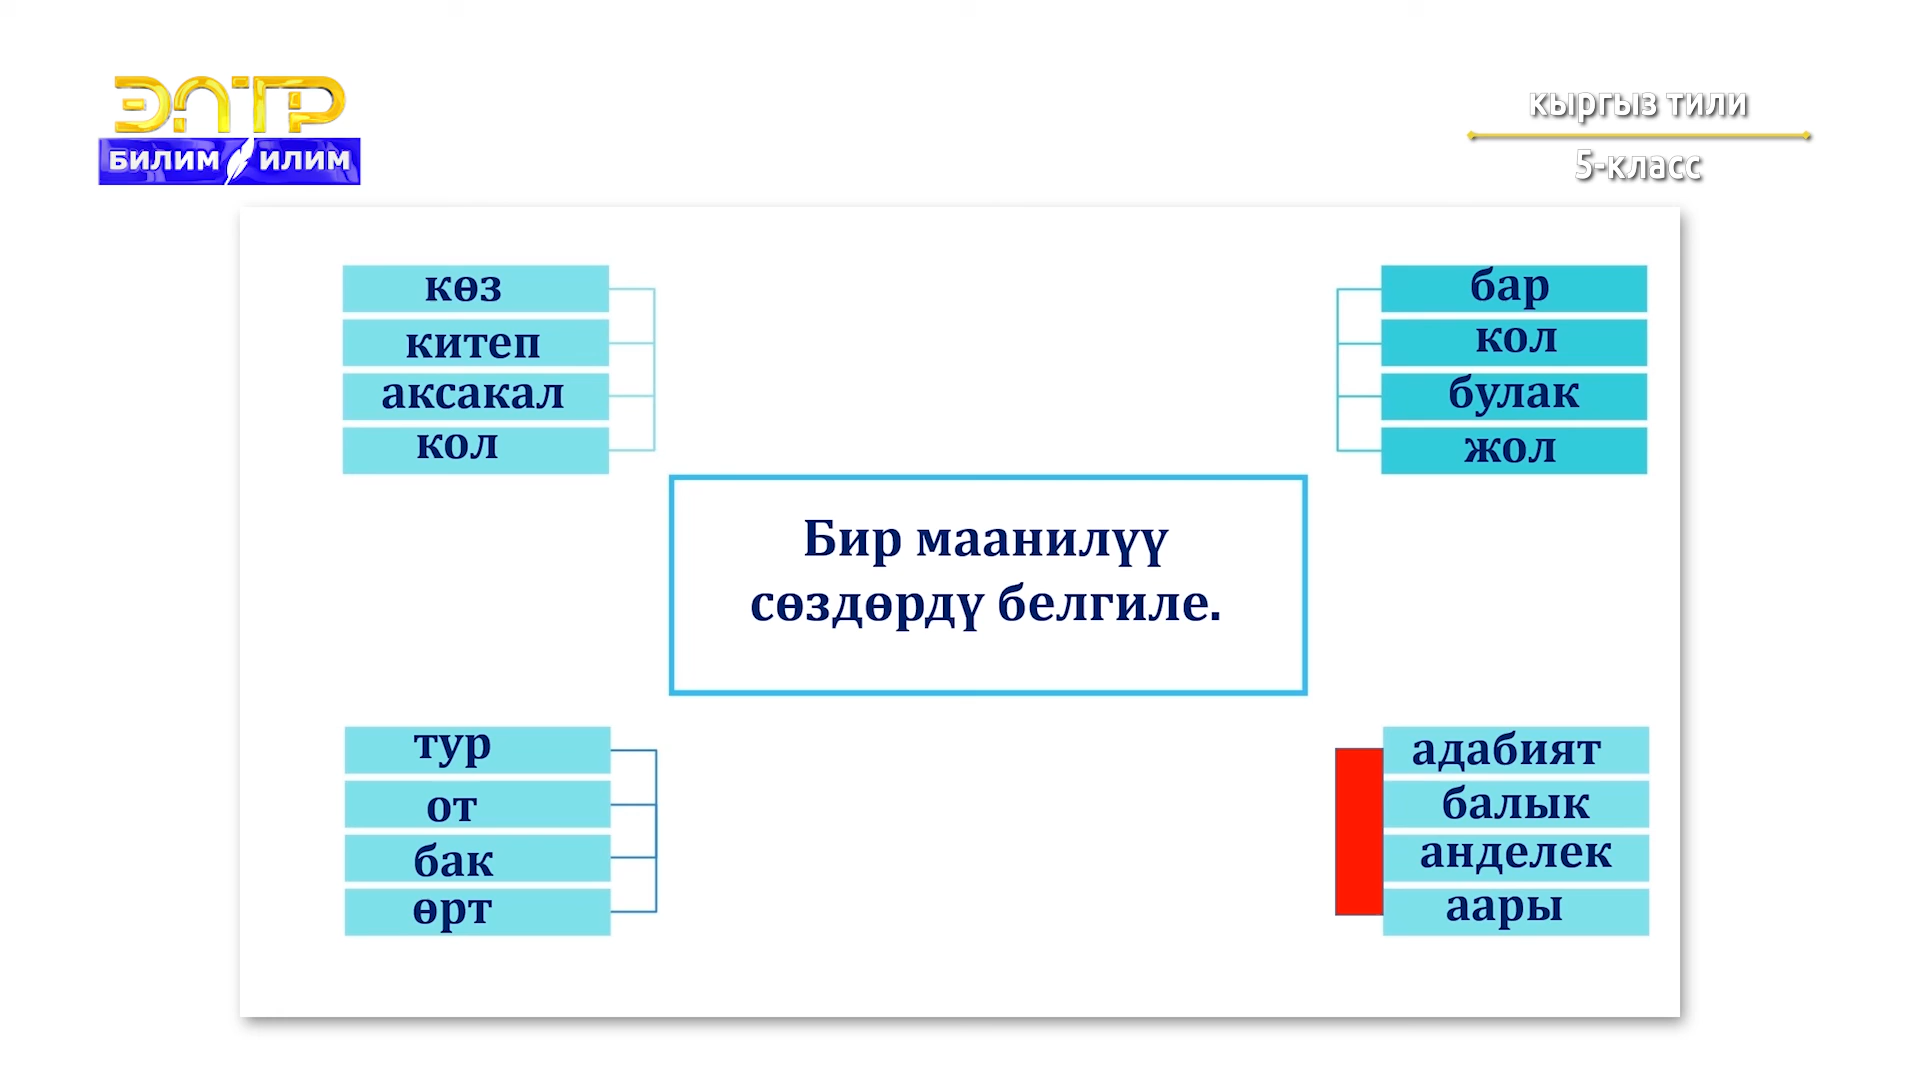 ЭЛТР
БИЛИМ ИЛИМ
кыргыз тили
5-класс
көз
китеп
аксакал
кол
бар
кол
булак
жол
Бир маанилүү
сөздөрдү белгиле.
тур
от
бак
өрт
адабият
балык
анделек
аары